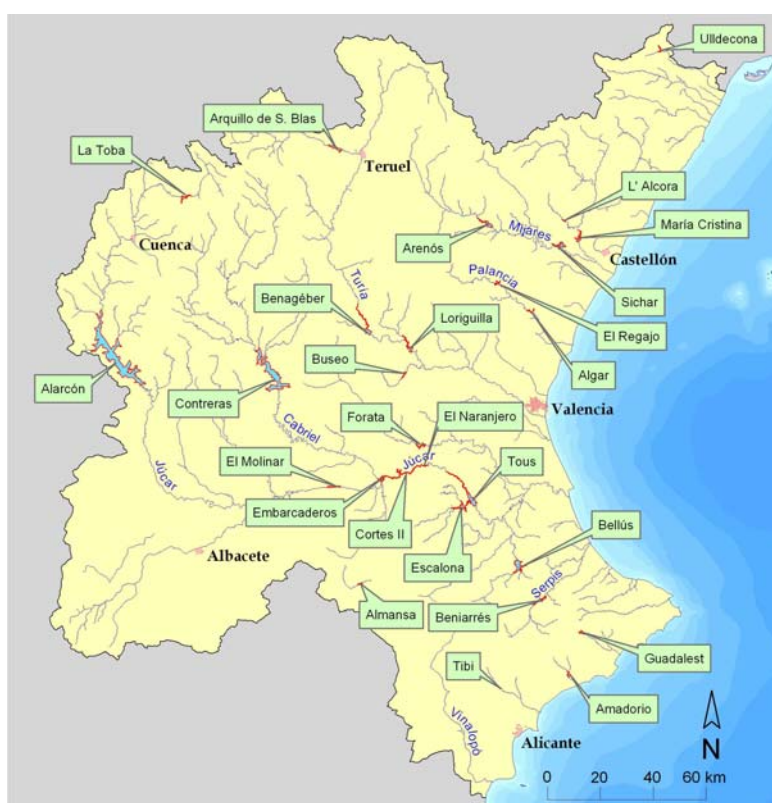 Ulldecona
Arquillo de S. Blas
Teruel
La Toba
L' Alcora
Mijares
María Cristina
Arenós
Cuenca
Castellón
Palancia
Turia
Sichar
Benagéber
Loriguilla
El Regajo
Buseo
Algar
Alarcón
Contreras
Valencia
Forata
El Naranjero
Cabriel
Júcar
El Molinar
Tous
Júcat
Embarcaderos
Cortes II
Bellús
Albacete
Escalona
Serpis
Almansa
Beniarrés
Guadalest
Tibi
Amadorio
Vinalopó
Alicante
N
0 20 40 60 km